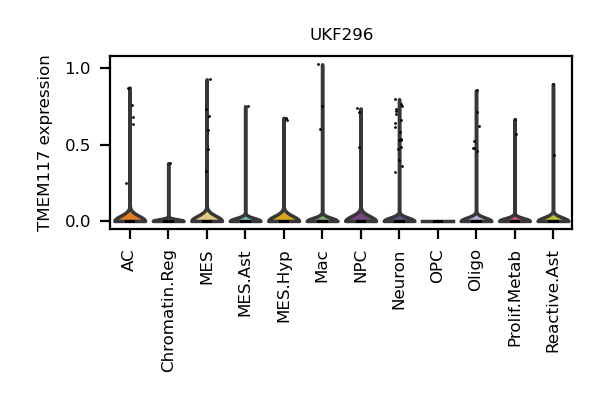 UKF296
TMEM117 expression
1.0
0.5
0.0
AC
Chromatin.Reg
MES
MES.Ast
MES.Hyp
Mac
NPC
Neuron
OPC
Oligo
Prolif.Metab
Reactive.Ast